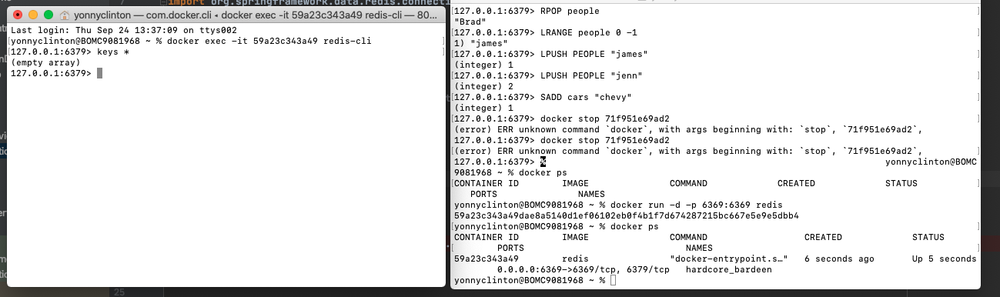 import org.springframework.data.redis.connecti
yonnyclinton — com.docker.cli ◂ docker exec -it 59a23c343a49 redis-cli — 80...
Last login: Thu Sep 24 13:37:09 on ttys002
[yonnyclinton@BOMC9081968 ~ % docker exec -it 59a23c343a49 redis-cli ]
[127.0.0.1:6379> keys * ]
(empty array)
127.0.0.1:6379>
[127.0.0.1:6379> RPOP people ]
"Brad"
[127.0.0.1:6379> LRANGE people 0 -1 ]
1) "james"
[127.0.0.1:6379> LPUSH PEOPLE "james" ]
(integer) 1
[127.0.0.1:6379> LPUSH PEOPLE "jenn" ]
(integer) 2
[127.0.0.1:6379> SADD cars "chevy" ]
(integer) 1
[127.0.0.1:6379> docker stop 71f951e69ad2 ]
(error) ERR unknown command `docker`, with args beginning with: `stop`, `71f951e69ad2`,
127.0.0.1:6379> docker stop 71f951e69ad2
[(error) ERR unknown command `docker`, with args beginning with: `stop`, `71f951e69ad2`, ]
127.0.0.1:6379> % yonnyclinton@BOMC
9081968 ~ % docker ps
[CONTAINER ID IMAGE COMMAND CREATED STATUS ]
PORTS NAMES
yonnyclinton@BOMC9081968 ~ % docker run -d -p 6369:6369 redis
59a23c343a49dae8a5140d1ef06102eb0f4b1f7d674287215bc667e5e9e5dbb4
[yonnyclinton@BOMC9081968 ~ % docker ps ]
CONTAINER ID IMAGE COMMAND CREATED STATUS
[ PORTS NAMES ]
59a23c343a49 redis "docker-entrypoint.s…" 6 seconds ago Up 5 seconds
0.0.0.0:6369->6369/tcp, 6379/tcp hardcore_bardeen
yonnyclinton@BOMC9081968 ~ %
25